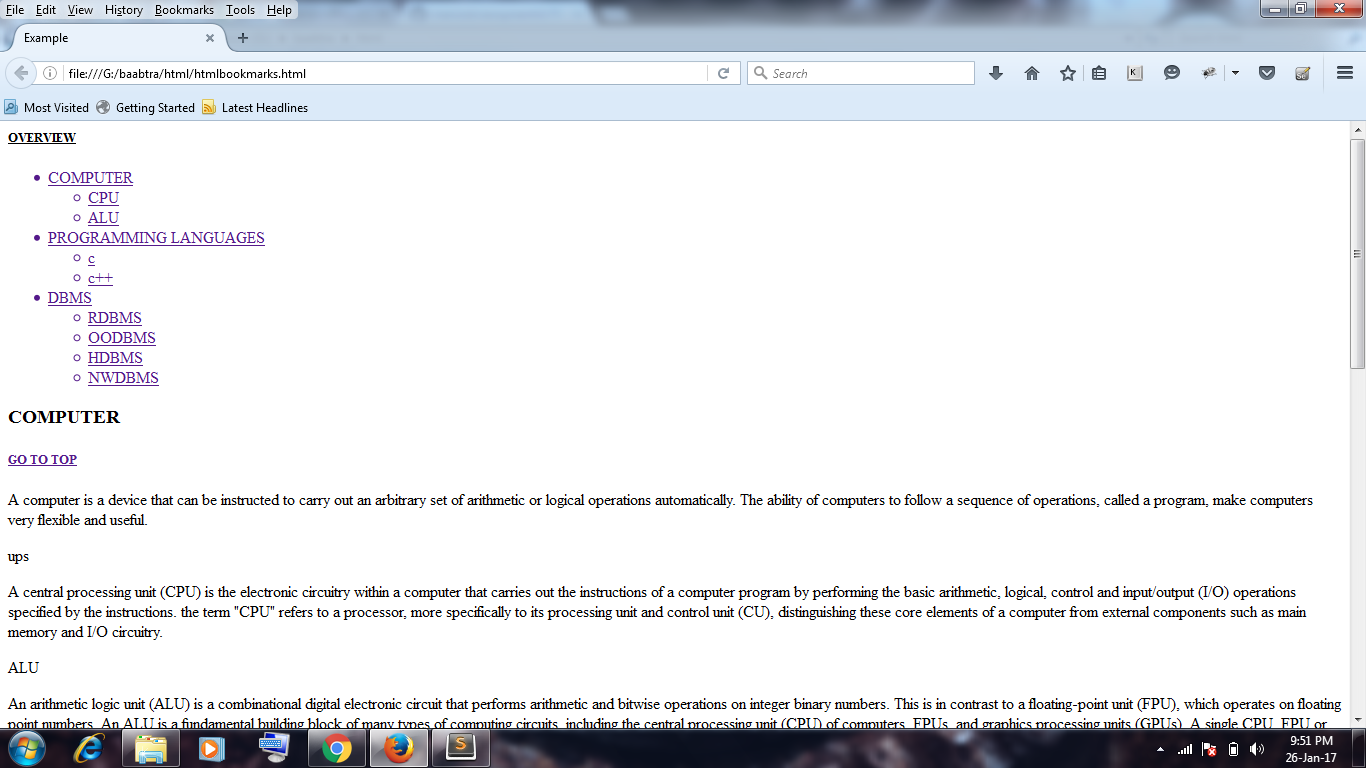 File Edit View History Bookmarks Tools Help
Example
file:///G:/baabtra/html/htmlbookmarks.html
Search
Most Visited Getting Started Latest Headlines
OVERVIEW
COMPUTER
CPU
ALU
PROGRAMMING LANGUAGES
c
c++
DBMS
RDBMS
OODBMS
HDBMS
NWDBMS
COMPUTER
GO TO TOP
A computer is a device that can be instructed to carry out an arbitrary set of arithmetic or logical operations automatically. The ability of computers to follow a sequence of operations, called a program, make computers
very flexible and useful.
ups
A central processing unit (CPU) is the electronic circuitry within a computer that carries out the instructions of a computer program by performing the basic arithmetic, logical, control and input/output (I/O) operations
specified by the instructions. the term "CPU" refers to a processor, more specifically to its processing unit and control unit (CU), distinguishing these core elements of a computer from external components such as main
memory and I/O circuitry.
ALU
An arithmetic logic unit (ALU) is a combinational digital electronic circuit that performs arithmetic and bitwise operations on integer binary numbers. This is in contrast to a floating-point unit (FPU), which operates on floating
point numbers. An ALU is a fundamental building block of many types of computing circuits, including the central processing unit (CPU) of computers, FPUs, and graphics processing units (GPUs). A single CPU, FPU or
9:51 PM
26-Jan-17